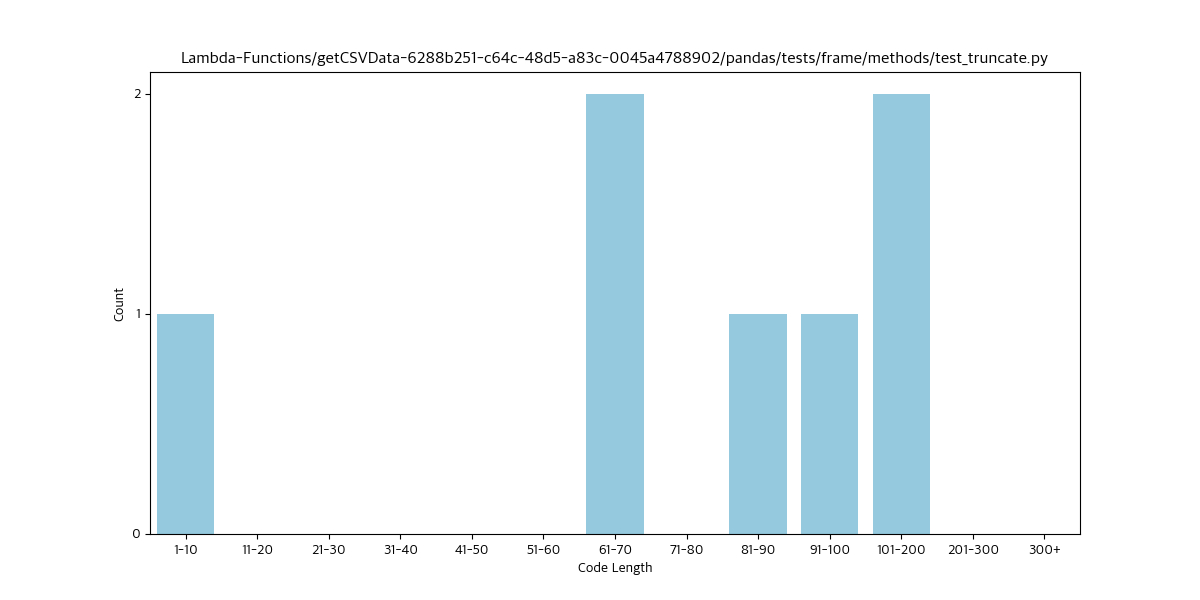 Lambda-Functions/getCSVData-6288b251-c64c-48d5-a83c-0045a4788902/pandas/tests/frame/methods/test_truncate.py
2
1
0
Count
1-10 11-20 21-30 31-40 41-50 51-60 61-70 71-80 81-90 91-100 101-200 201-300 300+
Code Length